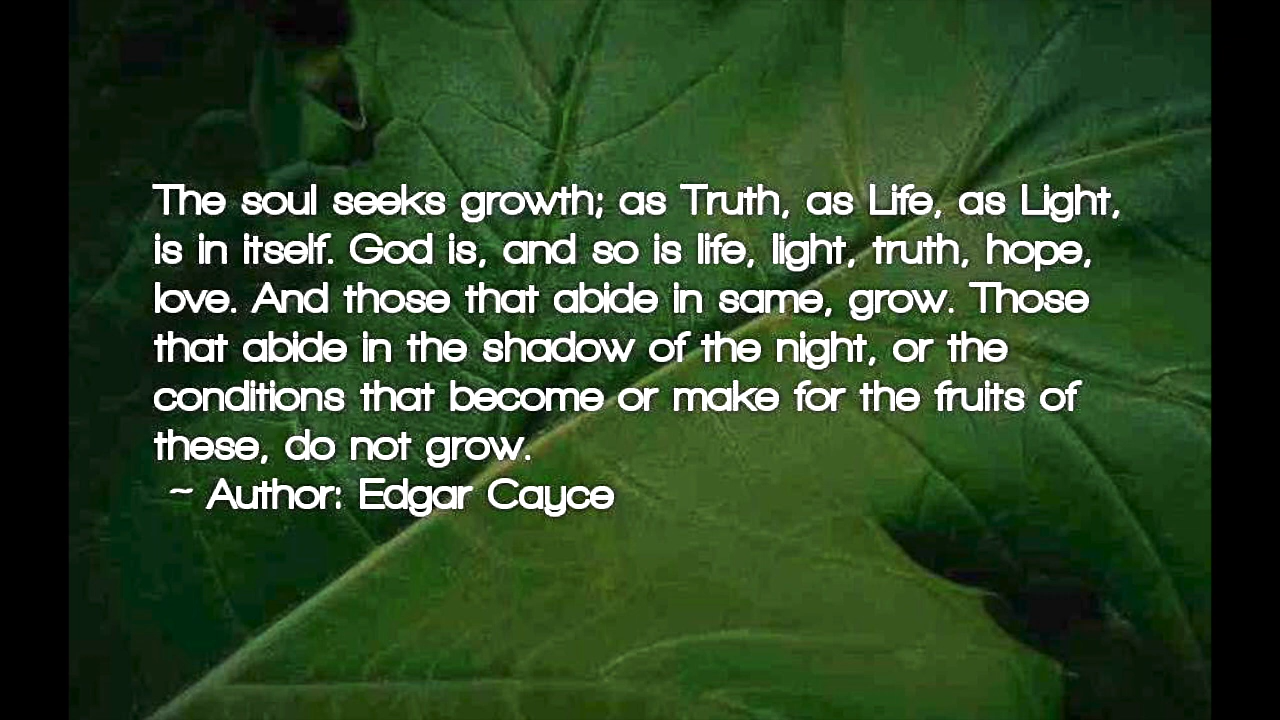 The soul seeks growth; as Truth, as Life, as Light,
is in itself. God is, and so is life, light, truth, hope,
love. And those that abide in same, grow. Those
that abide in the shadow of the night, or the
conditions that become or make for the fruits of
these, do not grow.
~ Author: Edgar Cayce